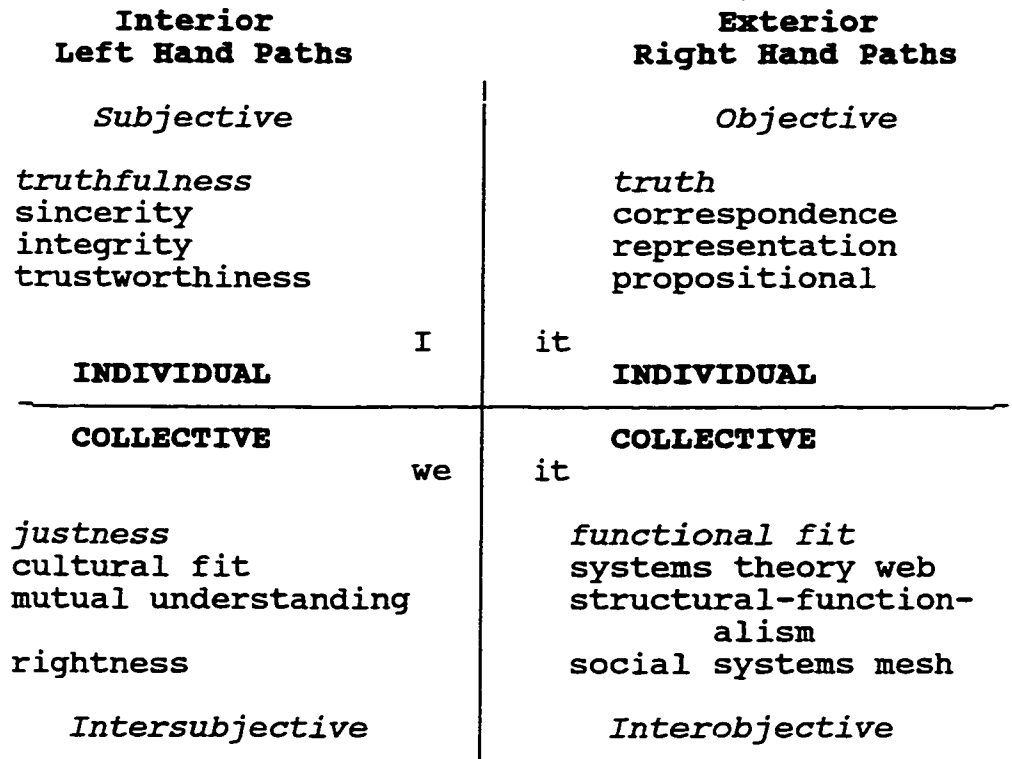 Interior
Left Hand Paths
Exterior
Right Hand Paths
Subjective
Objective
truthfulness
sincerity
integrity
trustworthiness
truth
correspondence
representation
propositional
I
it
INDIVIDUAL
INDIVIDUAL
COLLECTIVE
COLLECTIVE
we
it
justness
cultural fit
mutual understanding
rightness
functional fit
systems theory web
structural-function-
alism
social systems mesh
Intersubjective
Interobjective